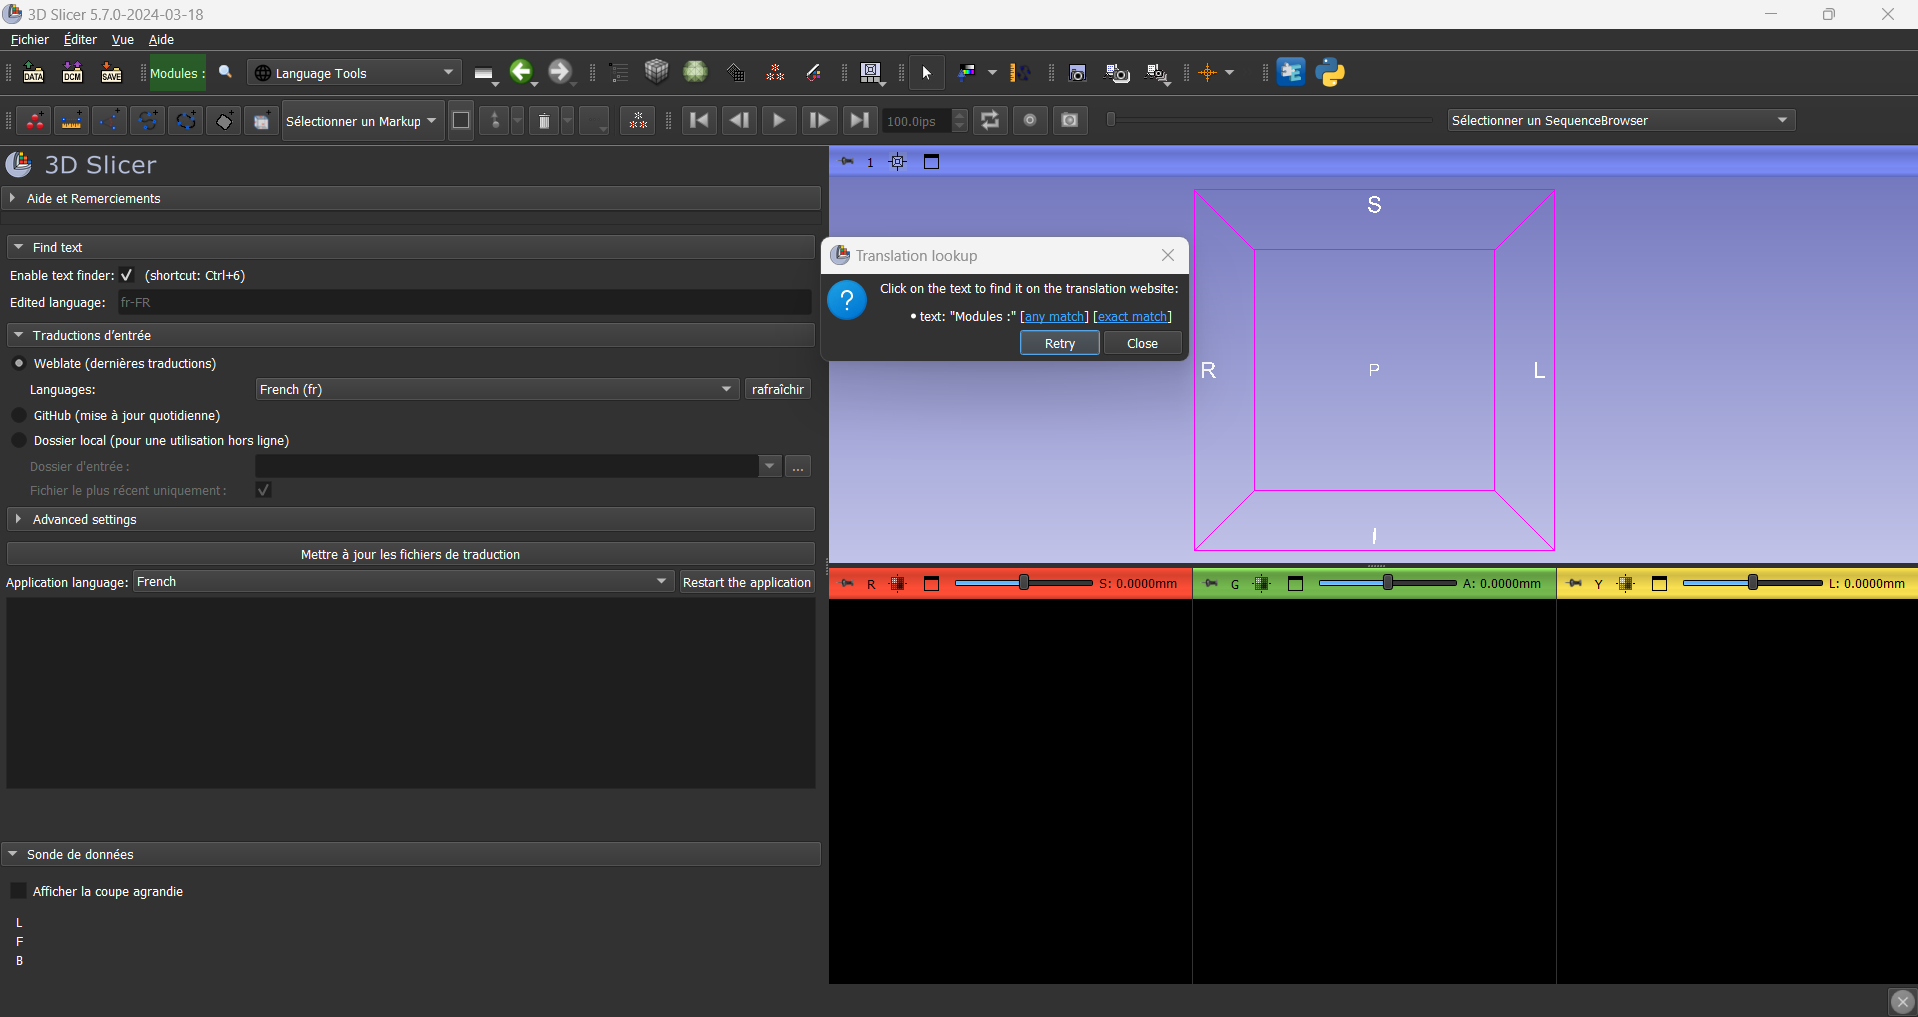 3D Slicer 5.7.0-2024-03-18
Fichier Éditer Vue Aide
DATA DCM SAVE Modules : Language Tools
Sélectionner un Markup 100.0ips Sélectionner un SequenceBrowser
3D Slicer
1
Aide et Remerciements
Find text
Enable text finder: (shortcut: Ctrl+6)
Edited language: fr-FR
Traductions d'entrée
Weblate (dernières traductions)
Languages: French (fr) rafraîchir
GitHub (mise à jour quotidienne)
Dossier local (pour une utilisation hors ligne)
Dossier d'entrée : ...
Fichier le plus récent uniquement :
Advanced settings
Mettre à jour les fichiers de traduction
Application language: French Restart the application
Sonde de données
Afficher la coupe agrandie
L
F
B
Translation lookup
Click on the text to find it on the translation website:
• text: "Modules :" [any match] [exact match]
Retry Close
S
R P L
I
R S: 0.0000mm
G A: 0.0000mm
Y L: 0.0000mm